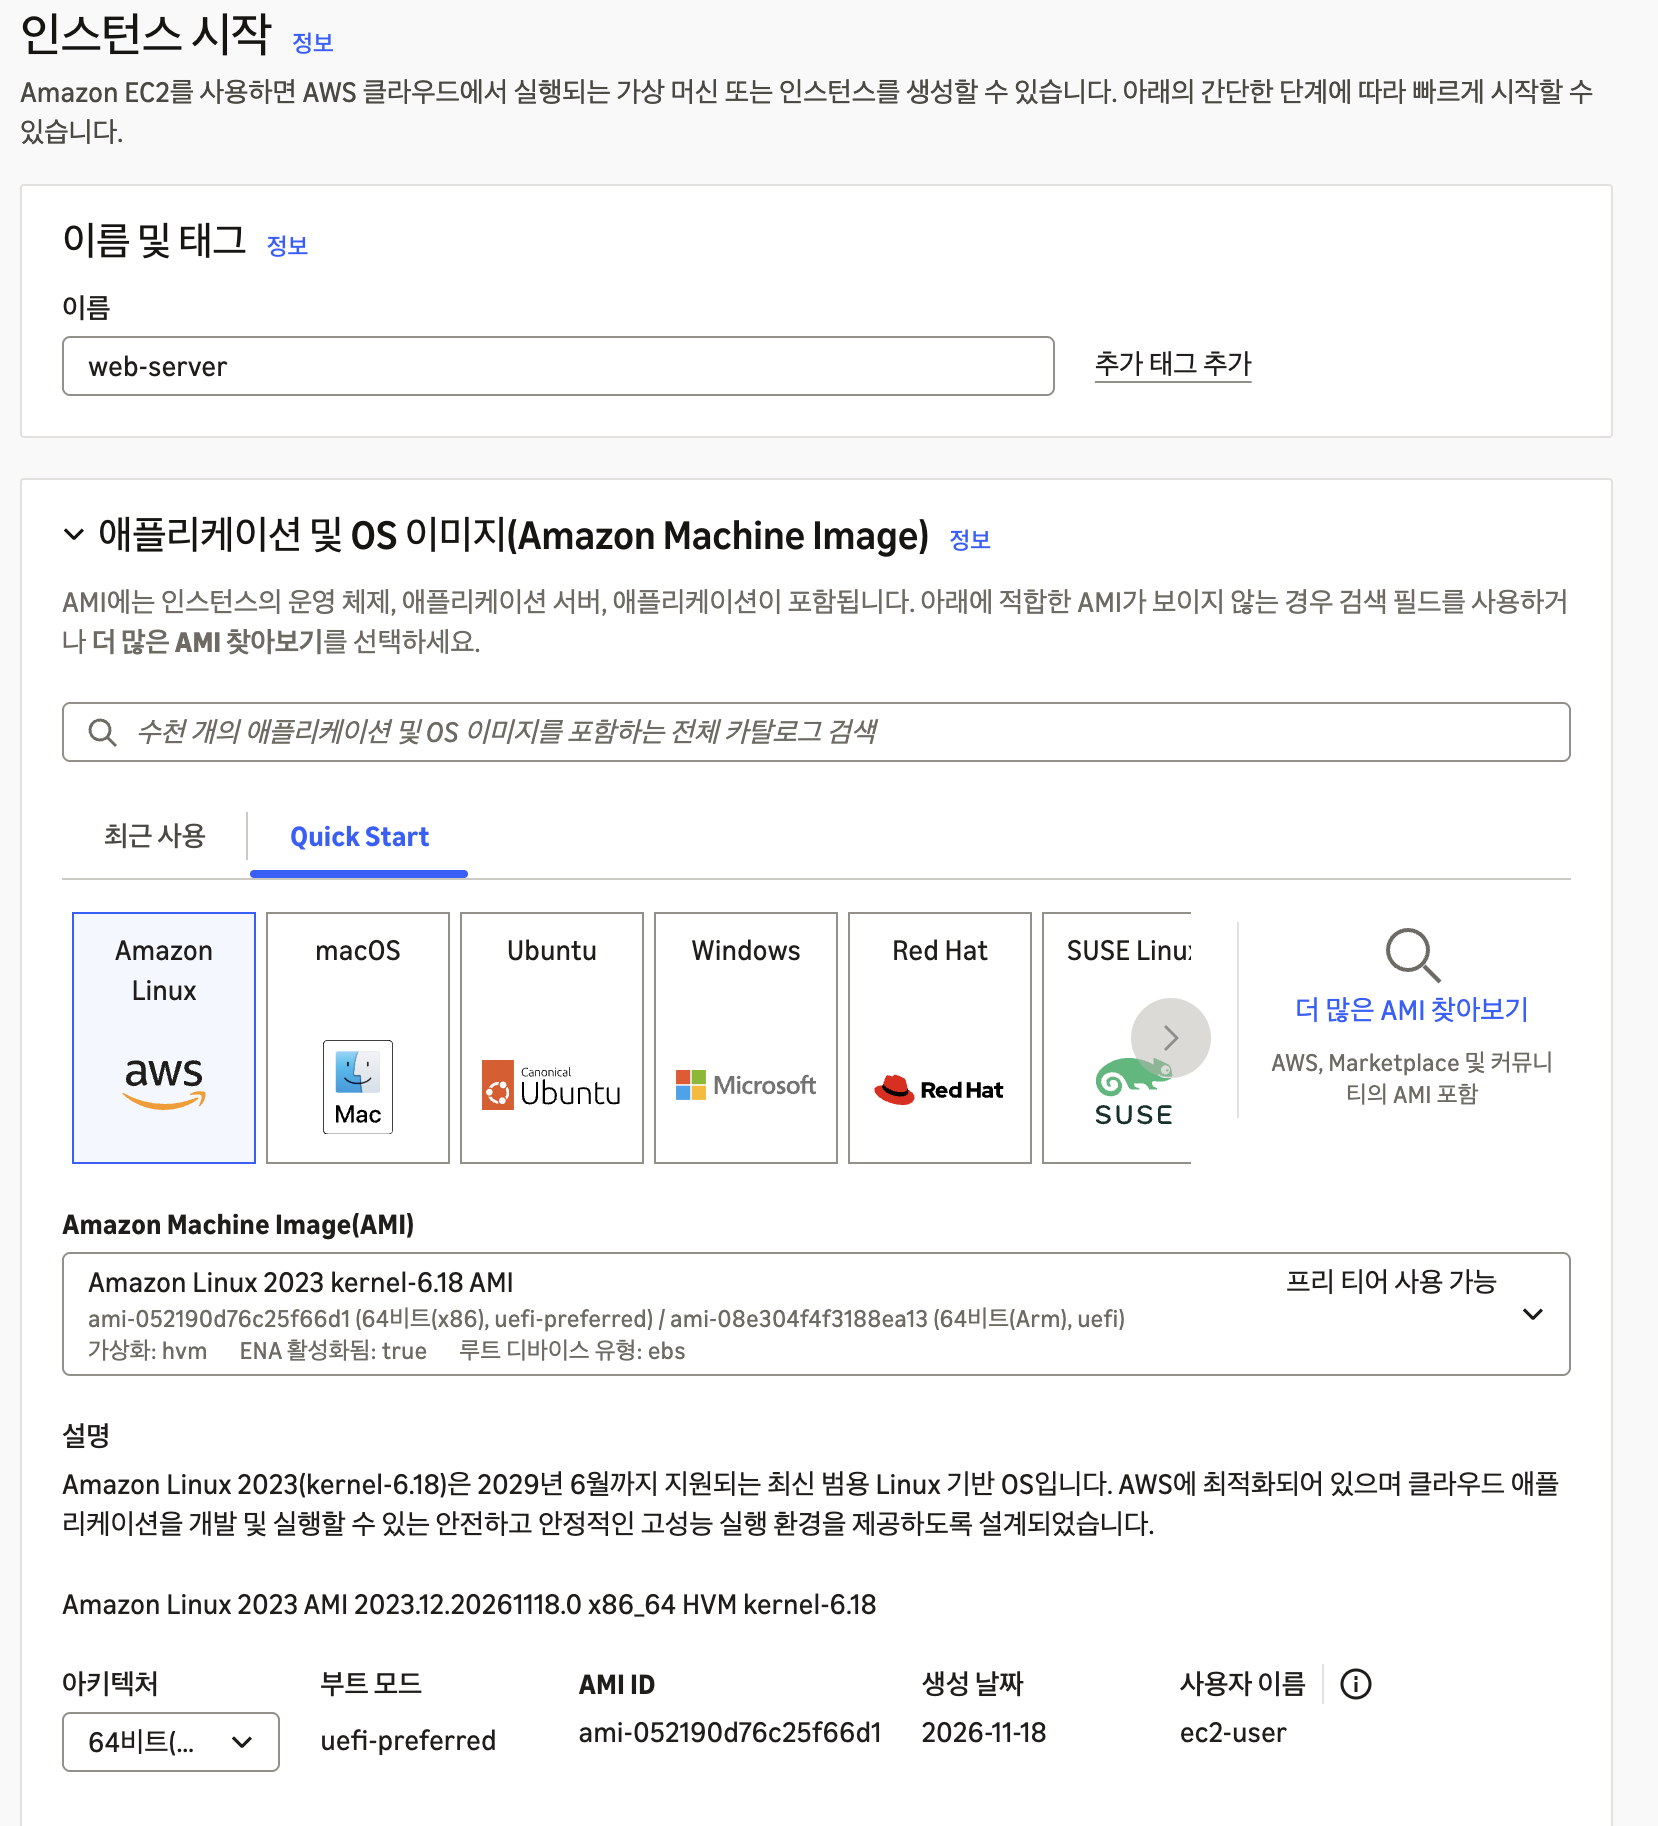 인스턴스 시작 정보
Amazon EC2를 사용하면 AWS 클라우드에서 실행되는 가상 머신 또는 인스턴스를 생성할 수 있습니다. 아래의 간단한 단계에 따라 빠르게 시작할 수
있습니다.
이름 및 태그 정보
이름
web-server
추가 태그 추가
애플리케이션 및 OS 이미지(Amazon Machine Image) 정보
AMI에는 인스턴스의 운영 체제, 애플리케이션 서버, 애플리케이션이 포함됩니다. 아래에 적합한 AMI가 보이지 않는 경우 검색 필드를 사용하거
나 더 많은 AMI 찾아보기를 선택하세요.
수천 개의 애플리케이션 및 OS 이미지를 포함하는 전체 카탈로그 검색
최근 사용
Quick Start
Amazon
Linux
aws
macOS
Mac
Ubuntu
Canonical
Ubuntu
Windows
Microsoft
Red Hat
Red Hat
SUSE Linux
SUSE
더 많은 AMI 찾아보기
AWS, Marketplace 및 커뮤니
티의 AMI 포함
Amazon Machine Image(AMI)
Amazon Linux 2023 kernel-6.18 AMI
프리 티어 사용 가능
ami-052190d76c25f66d1 (64비트(x86), uefi-preferred) / ami-08e304f4f3188ea13 (64비트(Arm), uefi)
가상화: hvm ENA 활성화됨: true 루트 디바이스 유형: ebs
설명
Amazon Linux 2023(kernel-6.18)은 2029년 6월까지 지원되는 최신 범용 Linux 기반 OS입니다. AWS에 최적화되어 있으며 클라우드 애플
리케이션을 개발 및 실행할 수 있는 안전하고 안정적인 고성능 실행 환경을 제공하도록 설계되었습니다.
Amazon Linux 2023 AMI 2023.12.20261118.0 x86_64 HVM kernel-6.18
아키텍처
64비트(...
부트 모드
uefi-preferred
AMI ID
ami-052190d76c25f66d1
생성 날짜
2026-11-18
사용자 이름
ec2-user